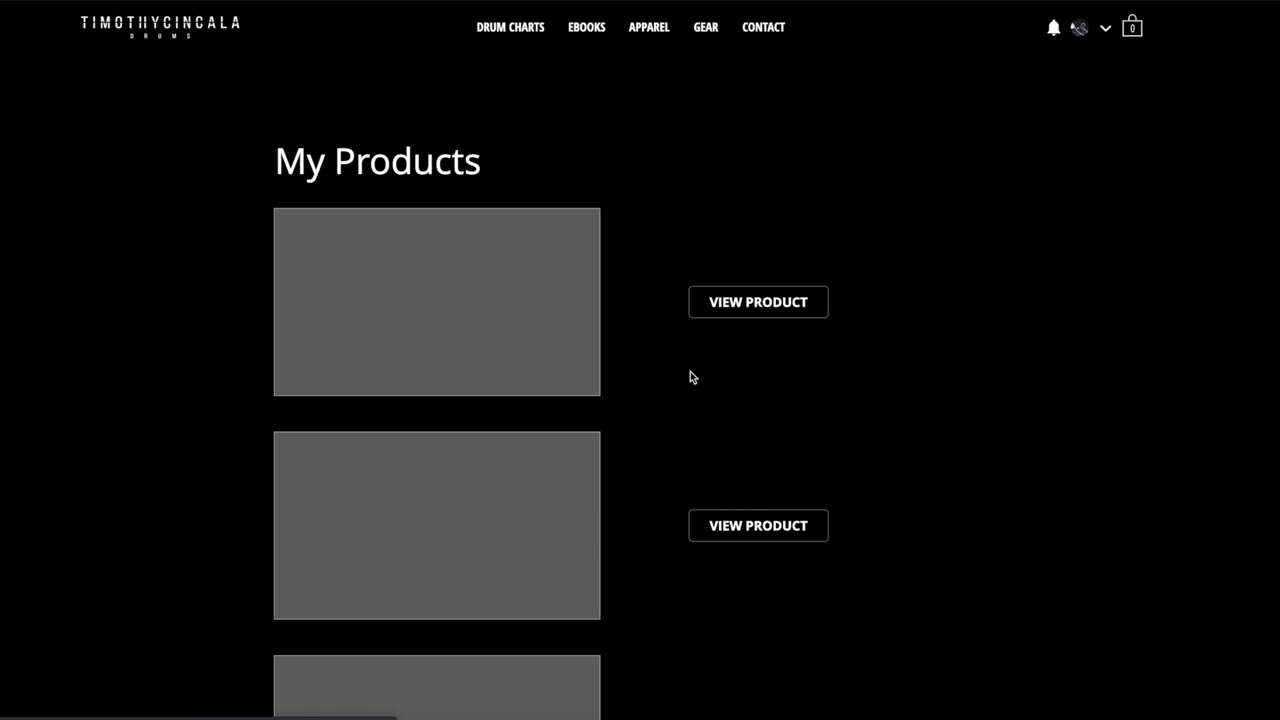 TIMOTHYCINCALA
DRUMS
DRUM CHARTS EBOOKS APPAREL GEAR CONTACT
0
My Products
VIEW PRODUCT
VIEW PRODUCT